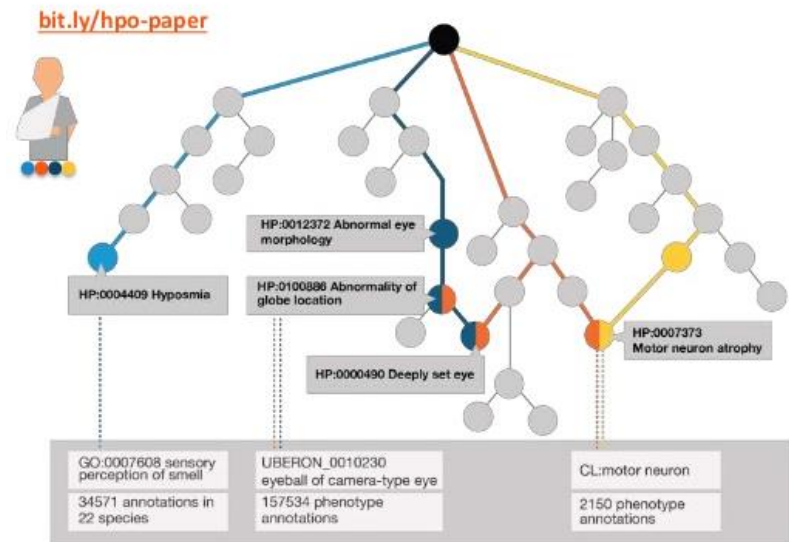 bit.ly/hpo-paper
HP:0012372 Abnormal eye
morphology
HP:0100886 Abnormality of
globe location
HP:0004409 Hyposmia
HP:0007373
Motor neuron atrophy
HP:0000490 Deeply set eye
GO:0007608 sensory
perception of smell
34571 annotations in
22 species
UBERON_0010230
eyeball of camera-type eye
157534 phenotype
annotations
CL:motor neuron
2150 phenotype
annotations